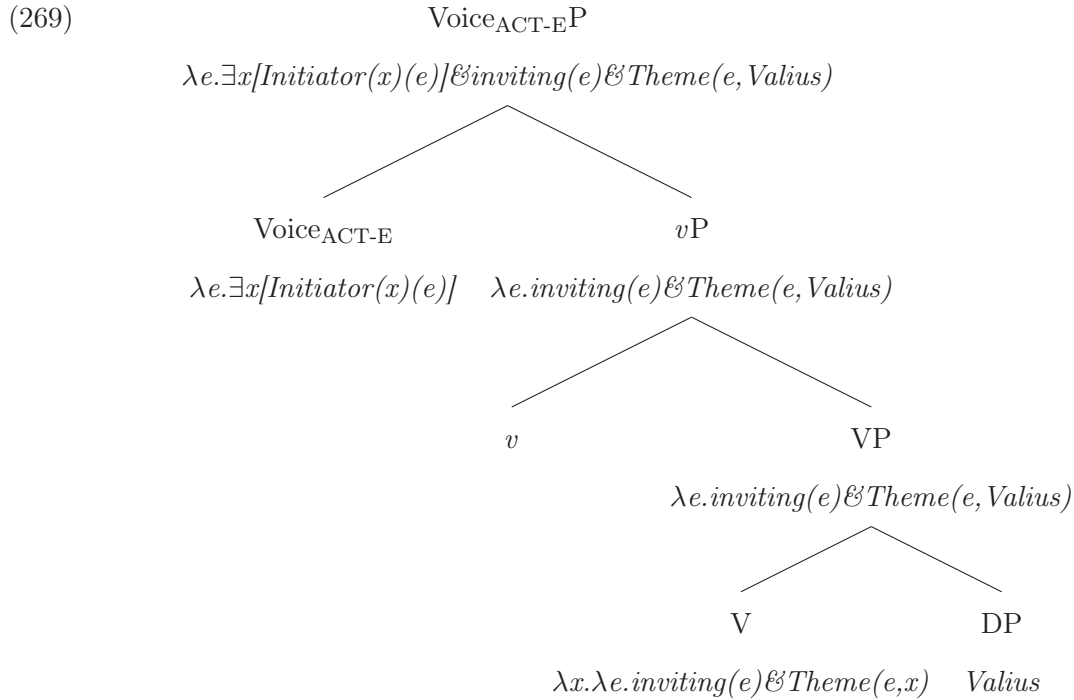 (269) Voice_ACT-E P
λe.∃x[Initiator(x)(e)]&inviting(e)&Theme(e,Valius)
Voice_ACT-E vP
λe.∃x[Initiator(x)(e)] λe.inviting(e)&Theme(e,Valius)
v VP
λe.inviting(e)&Theme(e,Valius)
V DP
λx.λe.inviting(e)&Theme(e,x) Valius